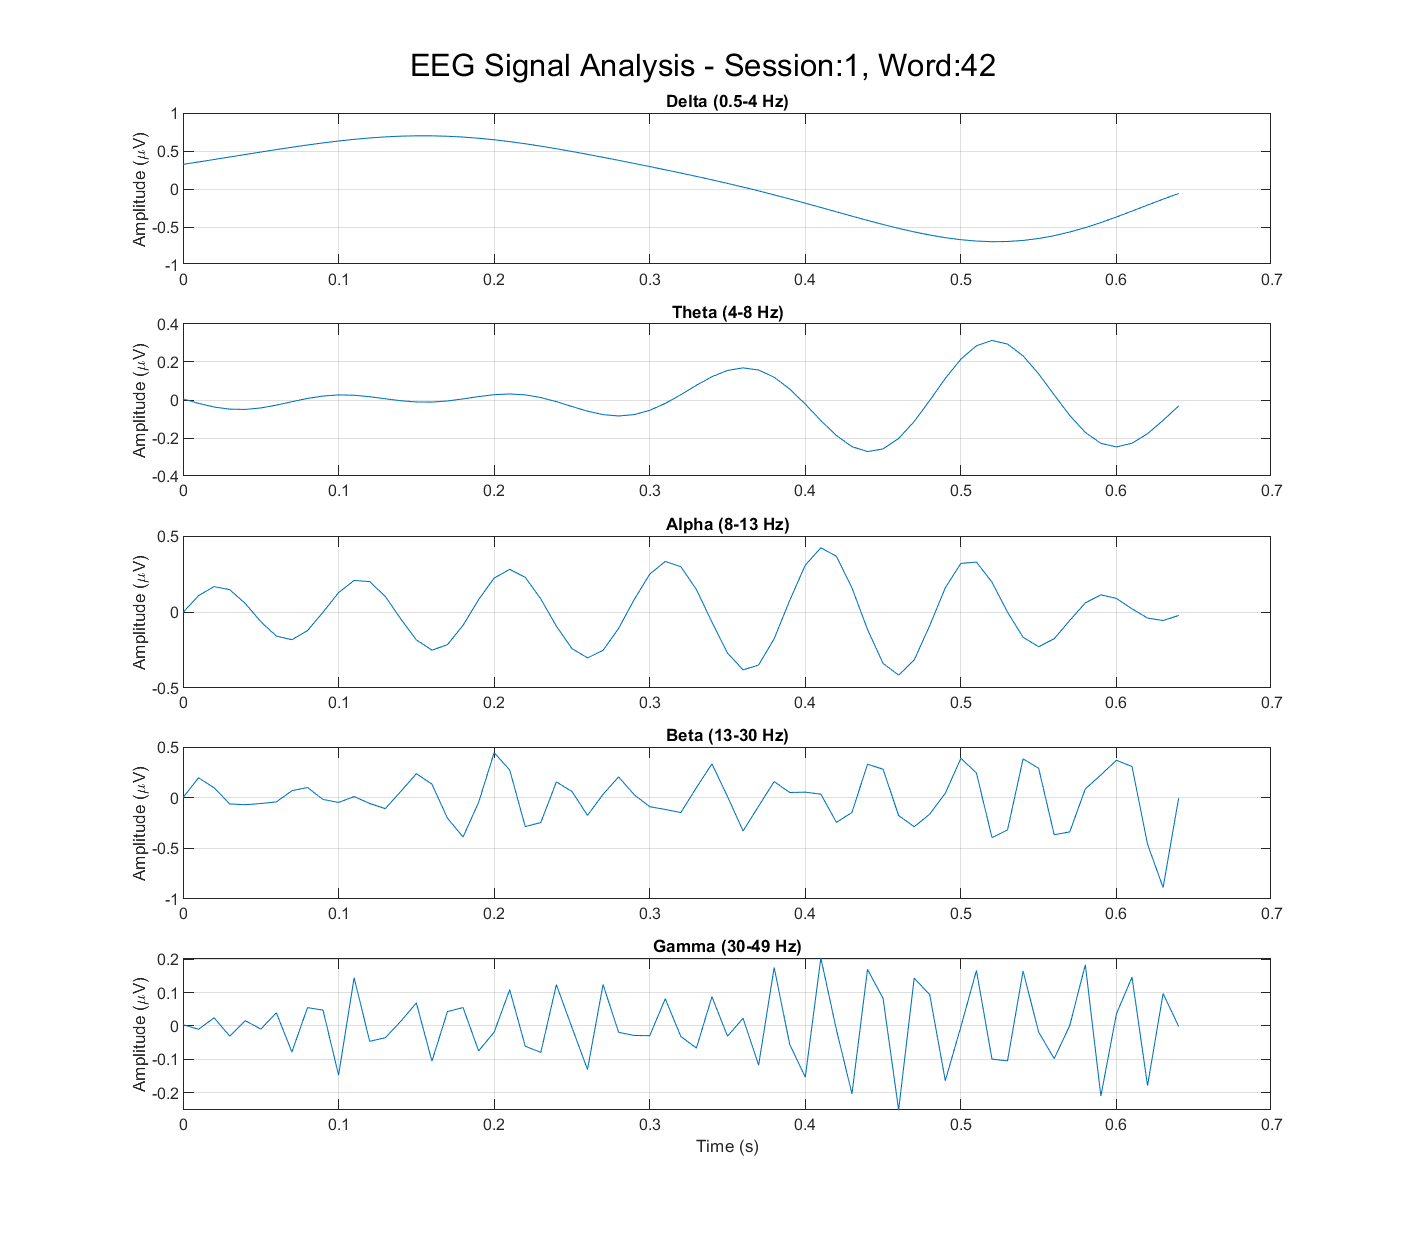 EEG Signal Analysis - Session:1, Word:42
Delta (0.5-4 Hz)
Amplitude (μV)
1
0.5
0
-0.5
-1
0 0.1 0.2 0.3 0.4 0.5 0.6 0.7
Theta (4-8 Hz)
Amplitude (μV)
0.4
0.2
0
-0.2
-0.4
0 0.1 0.2 0.3 0.4 0.5 0.6 0.7
Alpha (8-13 Hz)
Amplitude (μV)
0.5
0
-0.5
0 0.1 0.2 0.3 0.4 0.5 0.6 0.7
Beta (13-30 Hz)
Amplitude (μV)
0.5
0
-0.5
-1
0 0.1 0.2 0.3 0.4 0.5 0.6 0.7
Gamma (30-49 Hz)
Amplitude (μV)
0.2
0.1
0
-0.1
-0.2
0 0.1 0.2 0.3 0.4 0.5 0.6 0.7
Time (s)